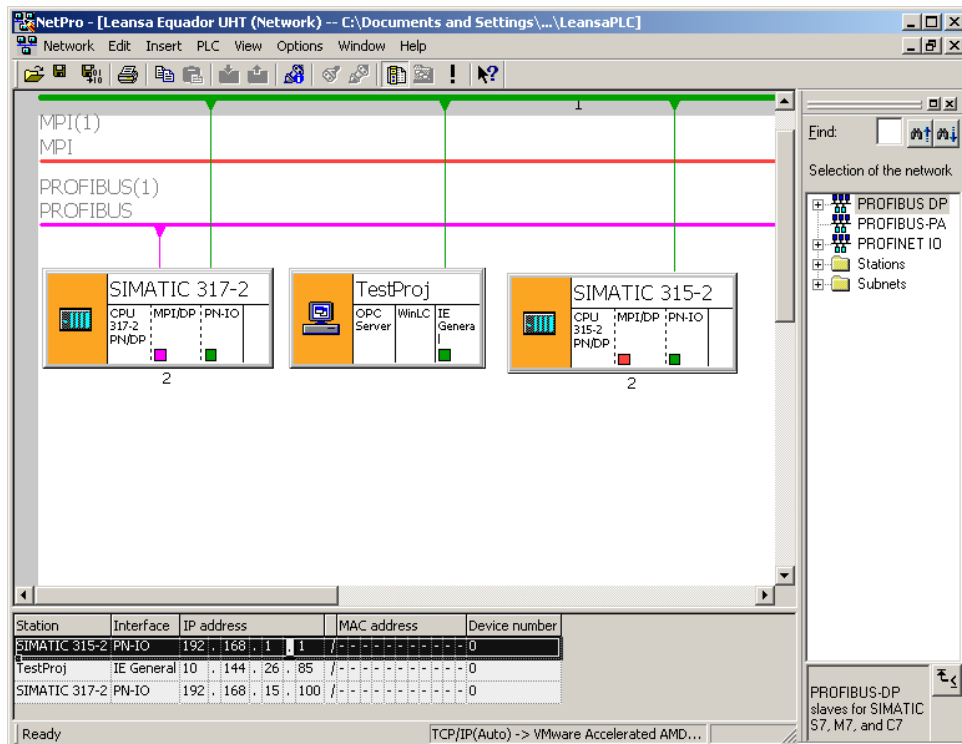 NetPro - [Leansa Equador UHT (Network) -- C:\Documents and Settings\...\LeansaPLC]
Network Edit Insert PLC View Options Window Help
1
MPI(1)
MPI
PROFIBUS(1)
PROFIBUS
SIMATIC 317-2
CPU 317-2 PN/DP
MPI/DP
PN-IO
2
TestProj
OPC Server
WinLC
IE General
SIMATIC 315-2
CPU 315-2 PN/DP
MPI/DP
PN-IO
2
Find:
Selection of the network
PROFIBUS DP
PROFIBUS-PA
PROFINET IO
Stations
Subnets
Station Interface IP address MAC address Device number
SIMATIC 315-2 PN-IO 192 . 168 . 1 . 1 /- - - - - - - - - - - - 0
TestProj IE General 10 . 144 . 26 . 85 /- - - - - - - - - - - - 0
SIMATIC 317-2 PN-IO 192 . 168 . 15 . 100 /- - - - - - - - - - - - 0
PROFIBUS-DP
slaves for SIMATIC
S7, M7, and C7
Ready
TCP/IP(Auto) -> VMware Accelerated AMD...